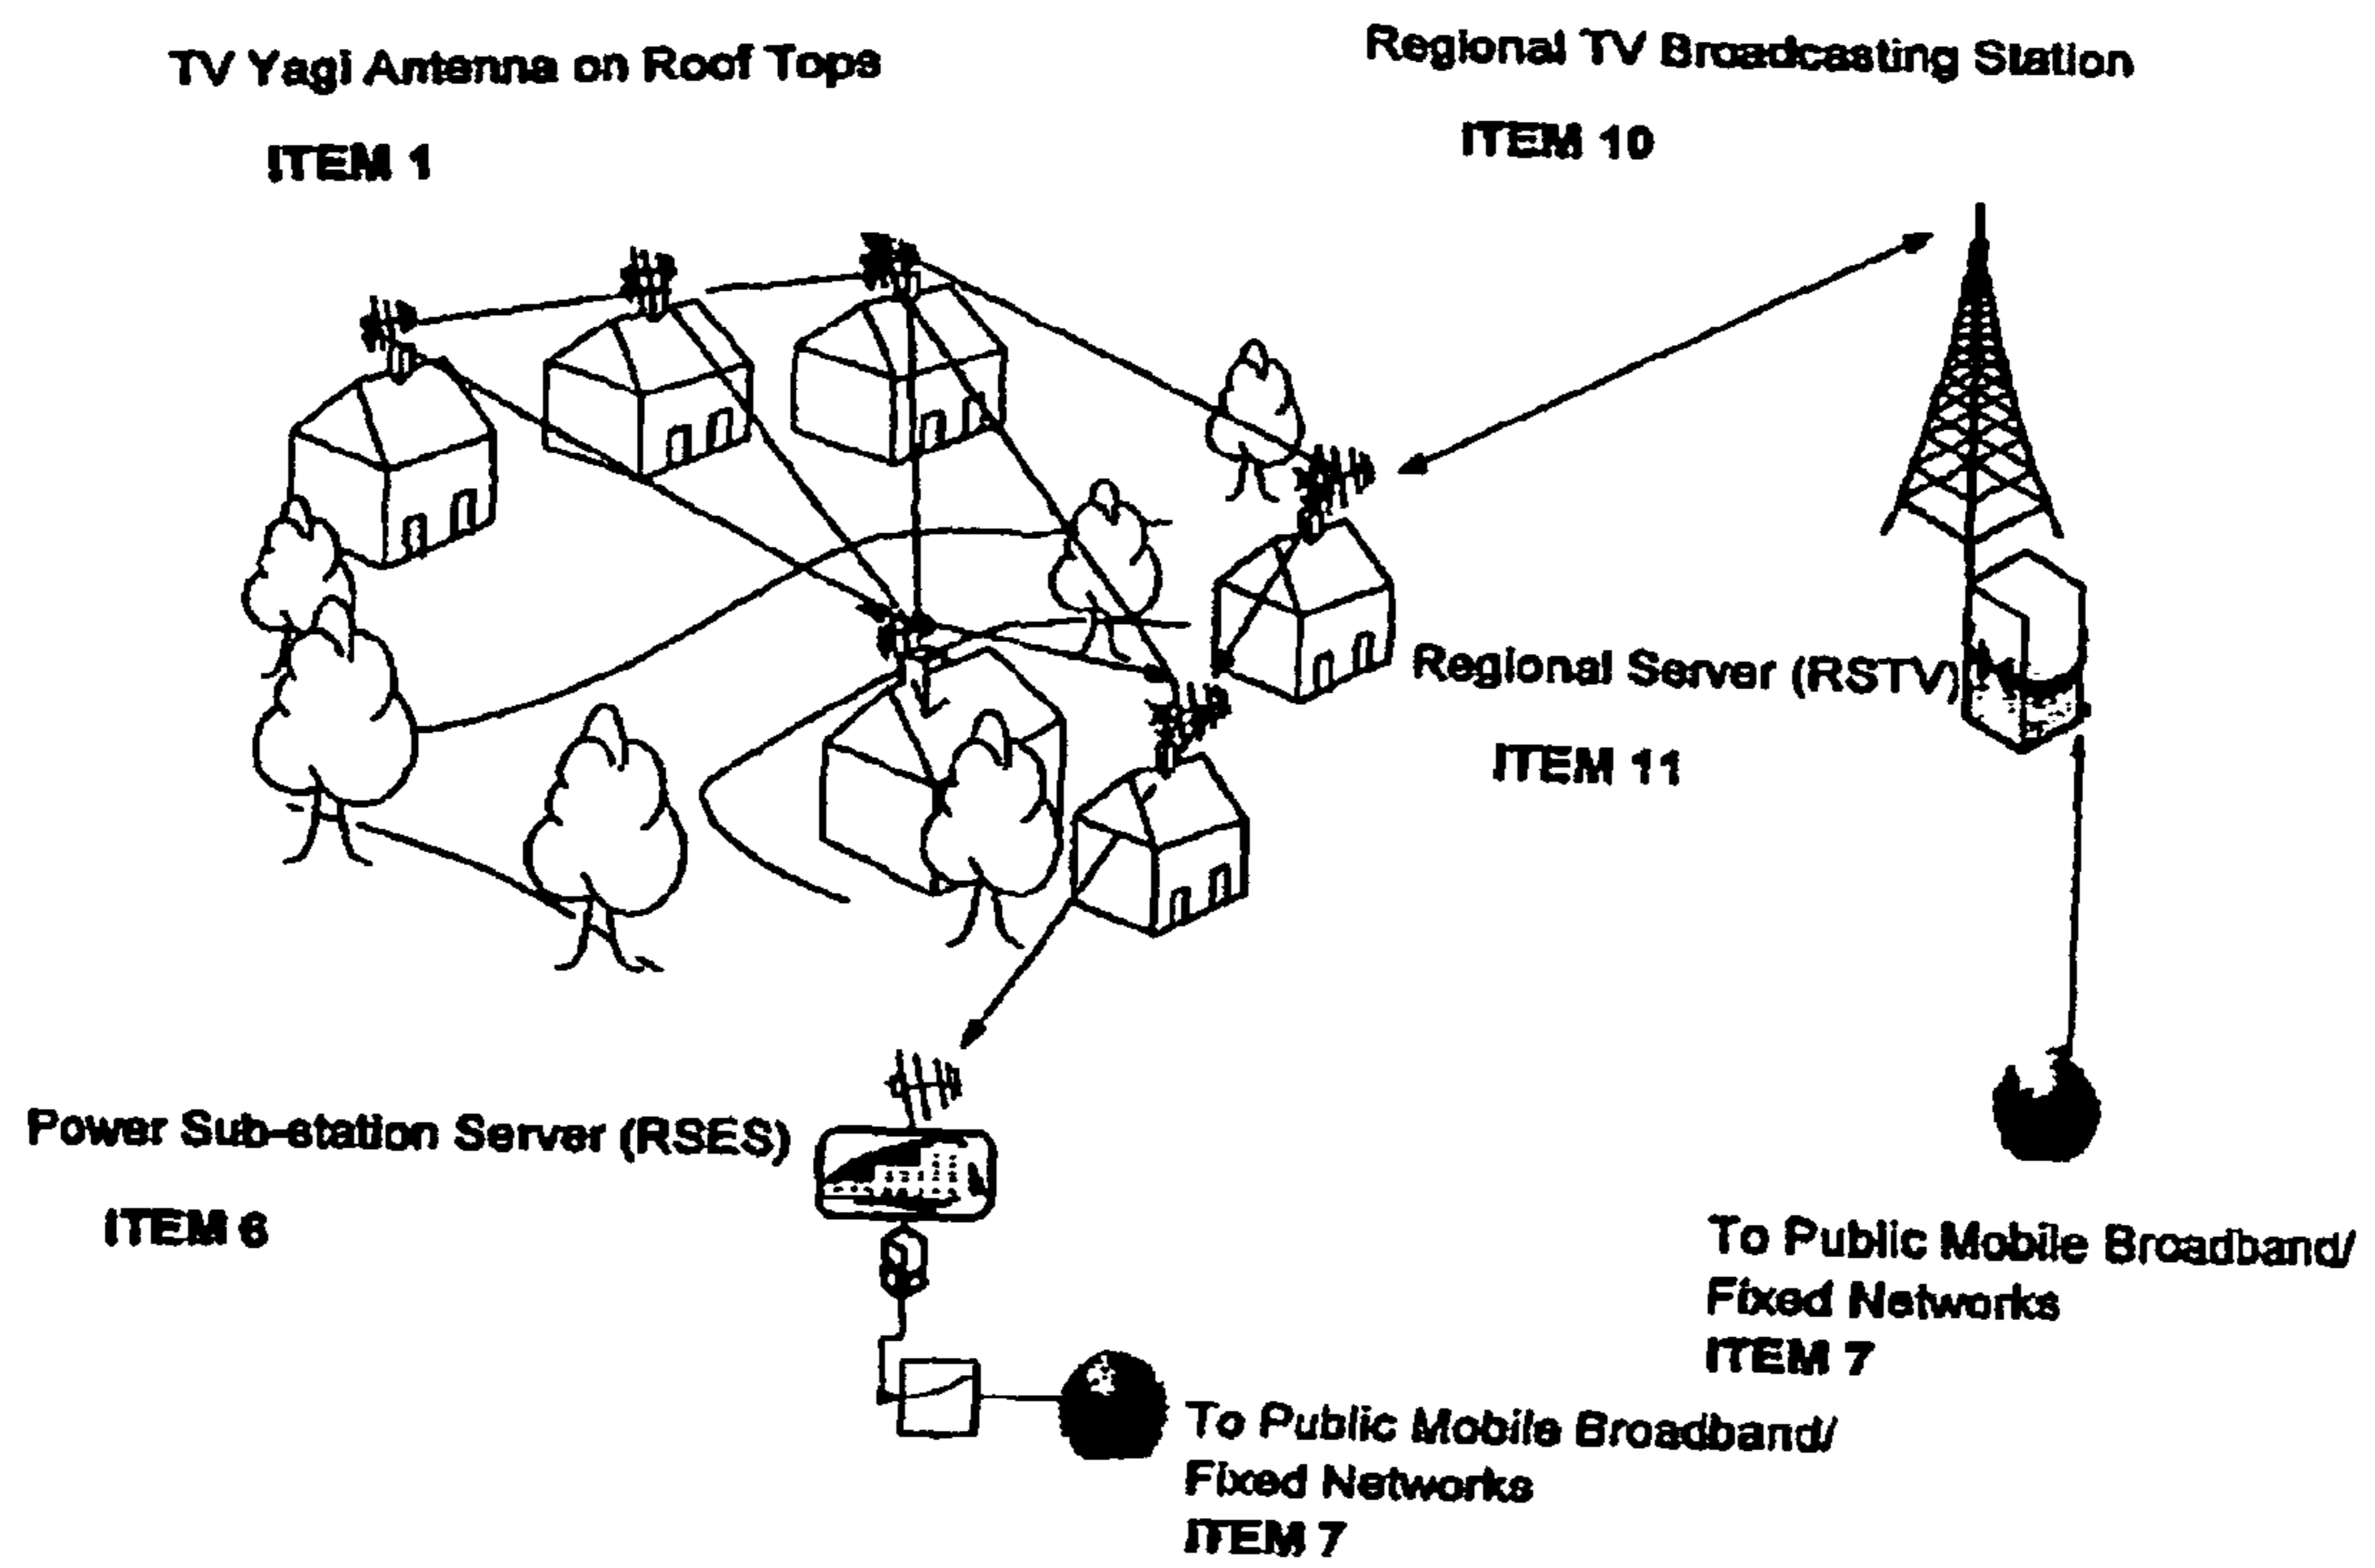 TV Yagi Antenna on Roof Tops
ITEM 1
Regional TV Broadcasting Station
ITEM 10
Regional Server (RSTV)
ITEM 11
Power Sub-station Server (RSES)
ITEM 6
To Public Mobile Broadband/
Fixed Networks
ITEM 7
To Public Mobile Broadband/
Fixed Networks
ITEM 7